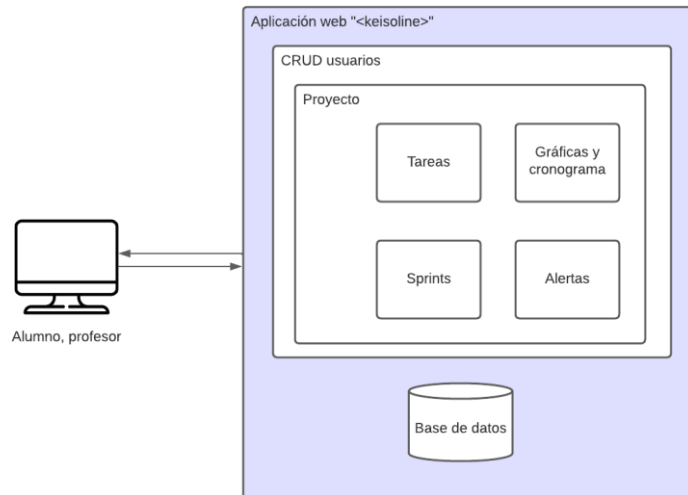 Aplicación web "<keisoline>"
CRUD usuarios
Proyecto
Tareas
Gráficas y
cronograma
Sprints
Alertas
Alumno, profesor
Base de datos